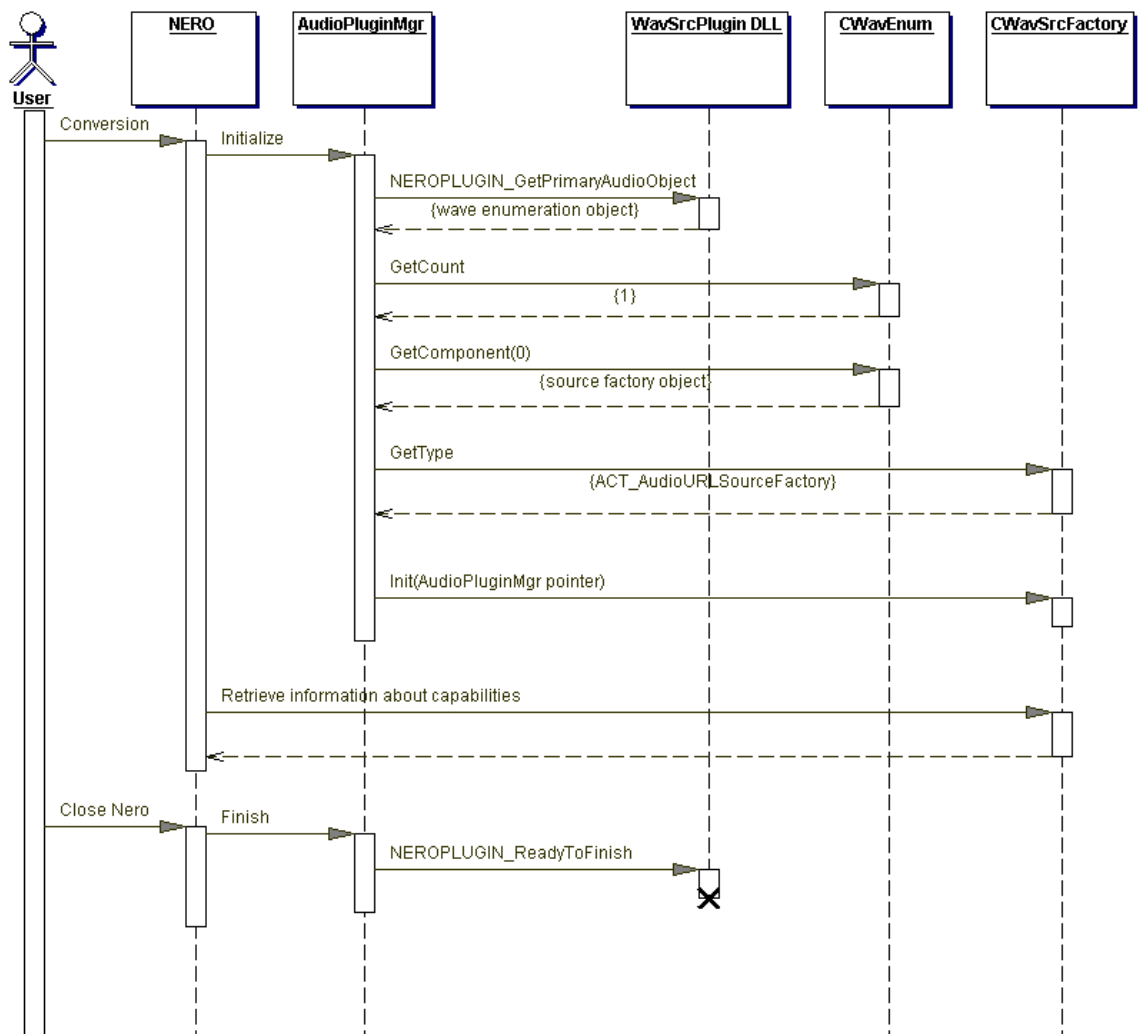 NERO
AudioPluginMgr
WavSrcPlugin DLL
CWavEnum
CWavSrcFactory
User
Conversion
Initialize
NEROPLUGIN_GetPrimaryAudioObject
{wave enumeration object}
GetCount
{1}
GetComponent(0)
{source factory object}
GetType
{ACT_AudioURLSourceFactory}
Init(AudioPluginMgr pointer)
Retrieve information about capabilities
Close Nero
Finish
NEROPLUGIN_ReadyToFinish